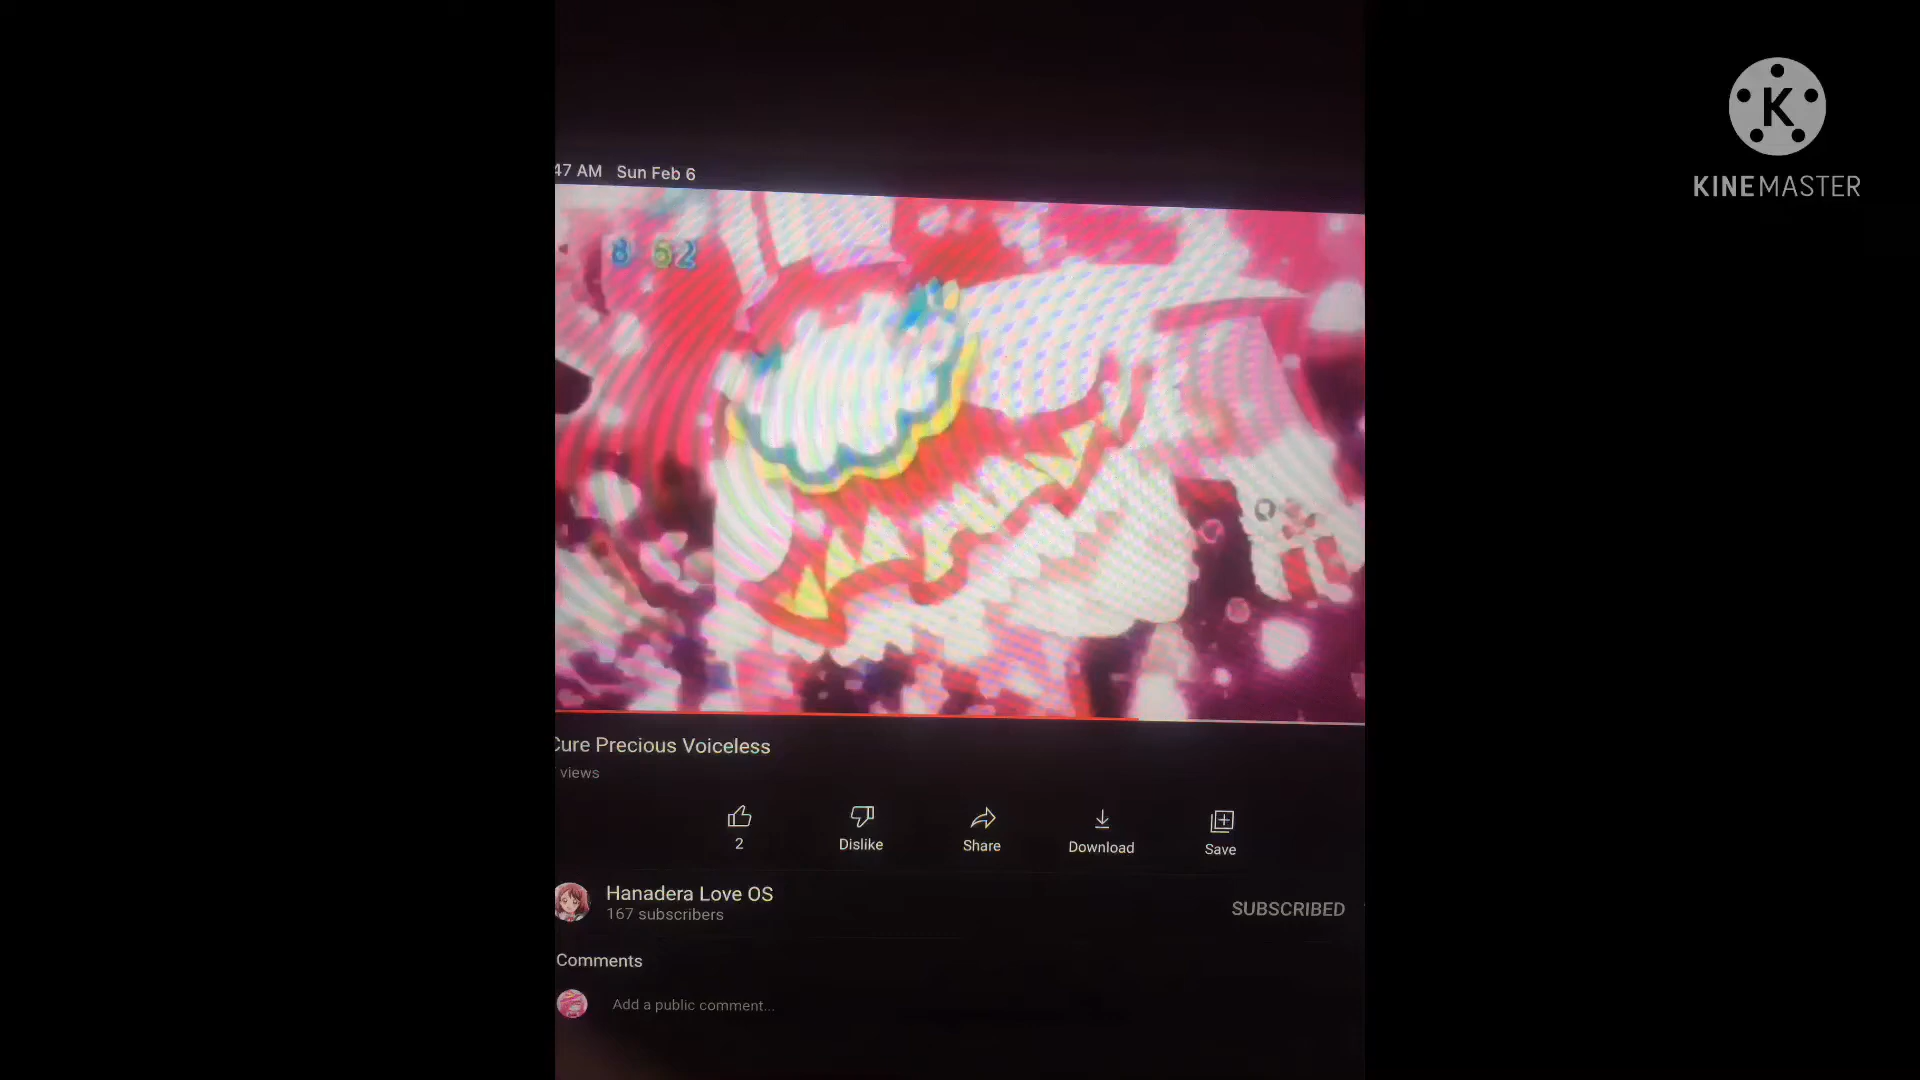 47 AM Sun Feb 6
8 52
Cure Precious Voiceless
views
2
Dislike
Share
Download
Save
Hanadera Love OS
167 subscribers
SUBSCRIBED
Comments
Add a public comment...
K
KINEMASTER